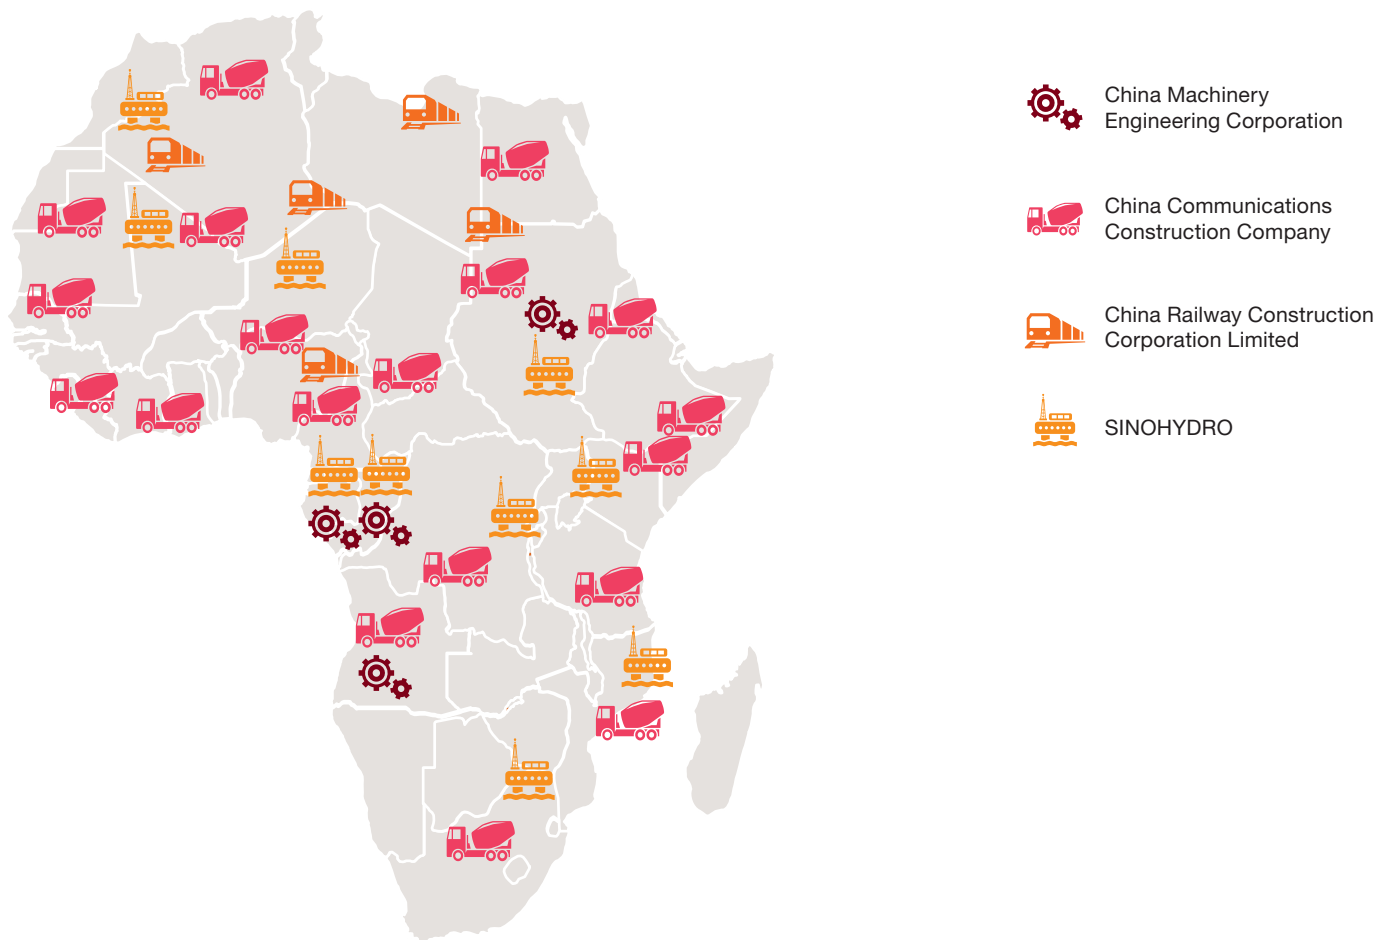 China Machinery
Engineering Corporation
China Communications
Construction Company
China Railway Construction
Corporation Limited
SINOHYDRO